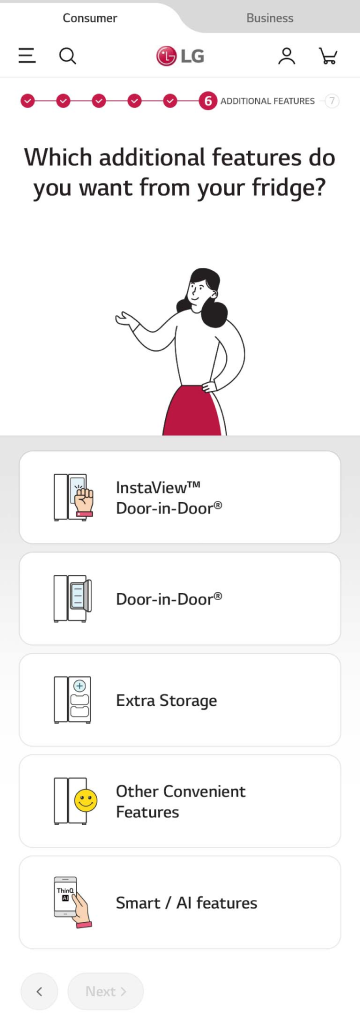 Consumer
Business
LG
6 ADDITIONAL FEATURES 7
Which additional features do
you want from your fridge?
InstaView™
Door-in-Door®
Door-in-Door®
Extra Storage
Other Convenient
Features
ThinQ
AI
Smart / AI features
Next